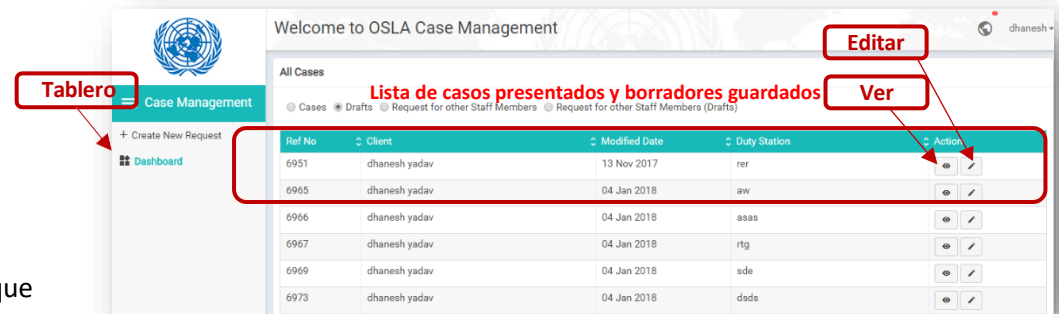 Welcome to OSLA Case Management
dhanesh
Editar
All Cases
Tablero
Lista de casos presentados y borradores guardados
Ver
Case Management
Cases Drafts Request for other Staff Members Request for other Staff Members (Drafts)
+ Create New Request
Dashboard
Ref No Client Modified Date Duty Station Action
6951 dhanesh yadav 13 Nov 2017 rer
6965 dhanesh yadav 04 Jan 2018 aw
6966 dhanesh yadav 04 Jan 2018 asas
6967 dhanesh yadav 04 Jan 2018 rtg
6969 dhanesh yadav 04 Jan 2018 sde
6973 dhanesh yadav 04 Jan 2018 dsds